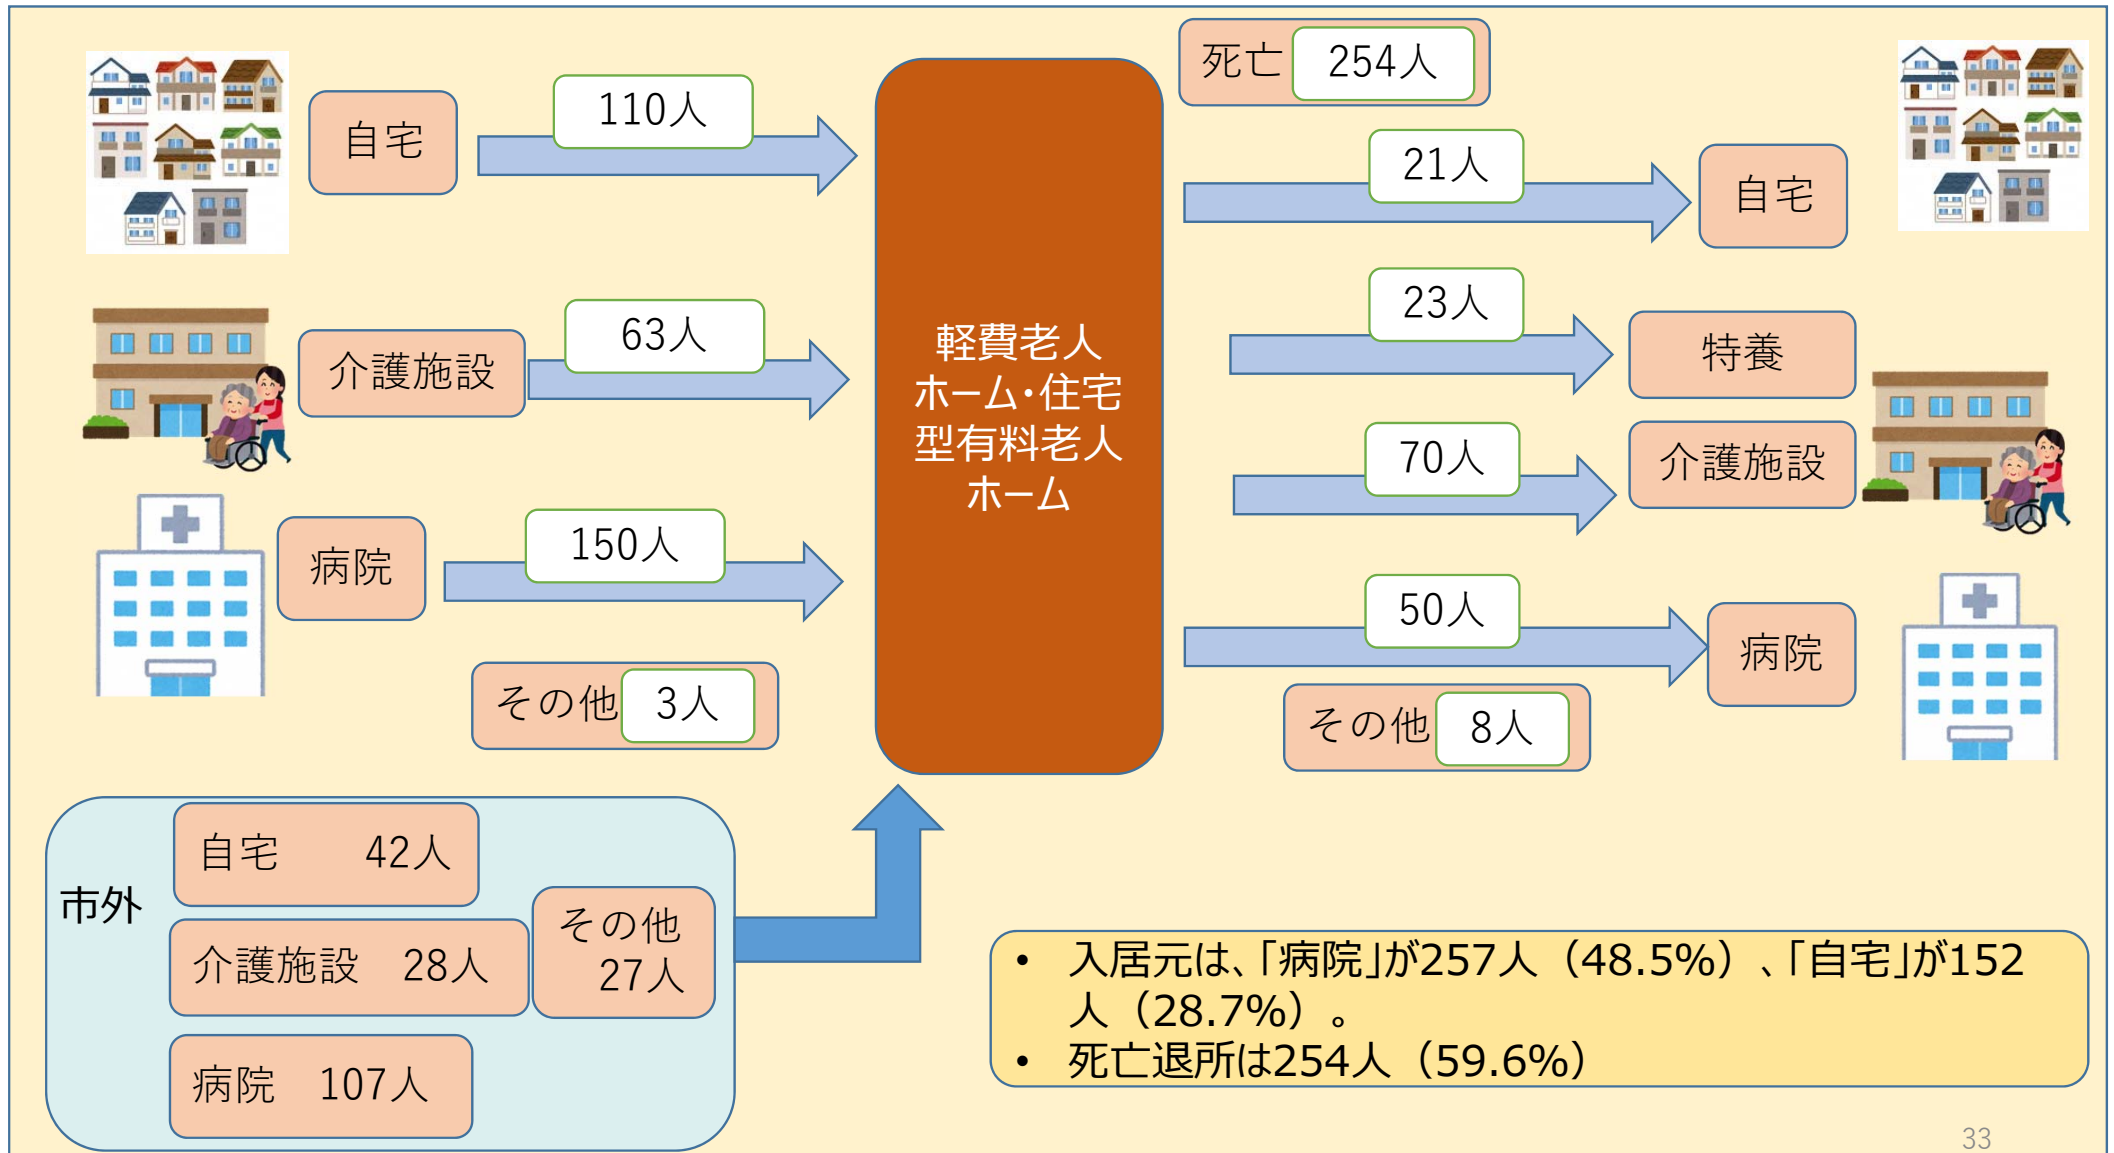 自宅
110人
介護施設
63人
病院
150人
その他 3人
軽費老人
ホーム・住宅
型有料老人
ホーム
死亡 254人
21人
自宅
23人
特養
70人
介護施設
50人
病院
その他 8人
市外
自宅 42人
介護施設 28人
その他
27人
病院 107人
• 入居元は、「病院」が257人（48.5%）、「自宅」が152
人（28.7%）。
• 死亡退所は254人（59.6%）
33